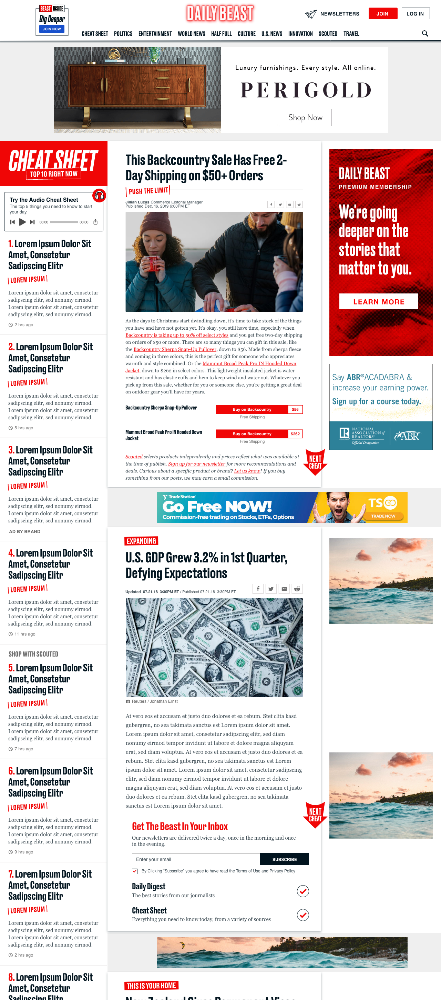 BEAST INSIDE
Dig Deeper
JOIN NOW
DAILY BEAST
NEWSLETTERS
JOIN
LOG IN
CHEAT SHEET POLITICS ENTERTAINMENT WORLD NEWS HALF FULL CULTURE U.S. NEWS INNOVATION SCOUTED TRAVEL
Luxury furnishings. Every style. All online.
PERIGOLD
Shop Now
CHEAT SHEET
TOP 10 RIGHT NOW
Try the Audio Cheat Sheet
The top 5 things you need to know to start
your day.
00:00 00:00
1. Lorem Ipsum Dolor Sit
Amet, Consetetur
Sadipscing Elitr
LOREM IPSUM
Lorem ipsum dolor sit amet, consetetur
sadipscing elitr, sed nonumy eirmod.
Lorem ipsum dolor sit amet, consetetur
sadipscing elitr, sed nonumy eirmod.
2 hrs ago
2. Lorem Ipsum Dolor Sit
Amet, Consetetur
Sadipscing Elitr
LOREM IPSUM
Lorem ipsum dolor sit amet, consetetur
sadipscing elitr, sed nonumy eirmod.
Lorem ipsum dolor sit amet, consetetur
sadipscing elitr, sed nonumy eirmod.
5 hrs ago
3. Lorem Ipsum Dolor Sit
Amet, Consetetur
Sadipscing Elitr
LOREM IPSUM
Lorem ipsum dolor sit amet, consetetur
sadipscing elitr, sed nonumy eirmod.
Lorem ipsum dolor sit amet, consetetur
sadipscing elitr, sed nonumy eirmod.
AD BY BRAND
4. Lorem Ipsum Dolor Sit
Amet, Consetetur
Sadipscing Elitr
LOREM IPSUM
Lorem ipsum dolor sit amet, consetetur
sadipscing elitr, sed nonumy eirmod.
Lorem ipsum dolor sit amet, consetetur
sadipscing elitr, sed nonumy eirmod.
11 hrs ago
SHOP WITH SCOUTED
5. Lorem Ipsum Dolor Sit
Amet, Consetetur
Sadipscing Elitr
LOREM IPSUM
Lorem ipsum dolor sit amet, consetetur
sadipscing elitr, sed nonumy eirmod.
Lorem ipsum dolor sit amet, consetetur
sadipscing elitr, sed nonumy eirmod.
7 hrs ago
6. Lorem Ipsum Dolor Sit
Amet, Consetetur
Sadipscing Elitr
LOREM IPSUM
Lorem ipsum dolor sit amet, consetetur
sadipscing elitr, sed nonumy eirmod.
Lorem ipsum dolor sit amet, consetetur
sadipscing elitr, sed nonumy eirmod.
9 hrs ago
7. Lorem Ipsum Dolor Sit
Amet, Consetetur
Sadipscing Elitr
LOREM IPSUM
Lorem ipsum dolor sit amet, consetetur
sadipscing elitr, sed nonumy eirmod.
Lorem ipsum dolor sit amet, consetetur
sadipscing elitr, sed nonumy eirmod.
2 hrs ago
8. Lorem Ipsum Dolor Sit
Amet, Consetetur
Sadipscing Elitr
This Backcountry Sale Has Free 2-
Day Shipping on $50+ Orders
PUSH THE LIMIT
Jillian Lucas Commerce Editorial Manager
Published Dec. 16, 2019 6:00PM ET
As the days to Christmas start dwindling down, it's time to take stock of the things
you have and have not gotten yet. It's okay, you still have time, especially when
Backcountry is taking up to 50% off select styles and you get free two-day shipping
on orders of $50 or more. There are so many things you can gift in this sale, like
the Backcountry Sherpa Snap-Up Pullover, down to $56. Made from sherpa fleece
and coming in three colors, this is the perfect gift for someone who appreciates
warmth and style combined. Or the Mammut Broad Peak Pro IN Hooded Down
Jacket, down to $262 in select colors. This lightweight insulated jacket is water-
resistant and has elastic cuffs and hem to keep wind and water out. Whatever you
pick up from this sale, whether for you or someone else, you're getting a great deal
on outdoor gear you'll have for years.
Backcountry Sherpa Snap-Up Pullover
Buy on Backcountry $56
Free Shipping
Mammut Broad Peak Pro IN Hooded Down
Jacket
Buy on Backcountry $262
Free Shipping
Scouted selects products independently and prices reflect what was available at
the time of publish. Sign up for our newsletter for more recommendations and
deals. Curious about a specific product or brand? Let us know! If you buy
something from our posts, we may earn a small commission.
NEXT
CHEAT
DAILY BEAST
PREMIUM MEMBERSHIP
We're going
deeper on the
stories that
matter to you.
LEARN MORE
Say ABR®ACADABRA &
increase your earning power.
Sign up for a course today.
REALTOR
NATIONAL
ASSOCIATION of
REALTORS®
Official Designation
ABR
TradeStation
Go Free NOW!
Commission-free trading on Stocks, ETFs, Options
TS GO
TRADE NOW
EXPANDING
U.S. GDP Grew 3.2% in 1st Quarter,
Defying Expectations
Updated 07.21.18 3:30PM ET / Published 07.21.18 3:30PM ET
Reuters / Jonathan Ernst
At vero eos et accusam et justo duo dolores et ea rebum. Stet clita kasd
gubergren, no sea takimata sanctus est Lorem ipsum dolor sit amet.
Lorem ipsum dolor sit amet, consetetur sadipscing elitr, sed diam
nonumy eirmod tempor invidunt ut labore et dolore magna aliquyam
erat, sed diam voluptua. At vero eos et accusam et justo duo dolores et ea
rebum. Stet clita kasd gubergren, no sea takimata sanctus est Lorem
ipsum dolor sit amet. Lorem ipsum dolor sit amet, consetetur sadipscing
elitr, sed diam nonumy eirmod tempor invidunt ut labore et dolore
magna aliquyam erat, sed diam voluptua. At vero eos et accusam et justo
duo dolores et ea rebum. Stet clita kasd gubergren, no sea takimata
sanctus est Lorem ipsum dolor sit amet.
NEXT
CHEAT
Get The Beast In Your Inbox
Our newsletters are delivered twice a day, once in the morning and once
in the evening.
Enter your email
SUBSCRIBE
By Clicking “Subscribe” you agree to have read the Terms of Use and Privacy Policy
Daily Digest
The best stories from our journalists
Cheat Sheet
Everything you need to know today, from a variety of sources
THIS IS YOUR HOME
New Zealand Gives Permanent Visas